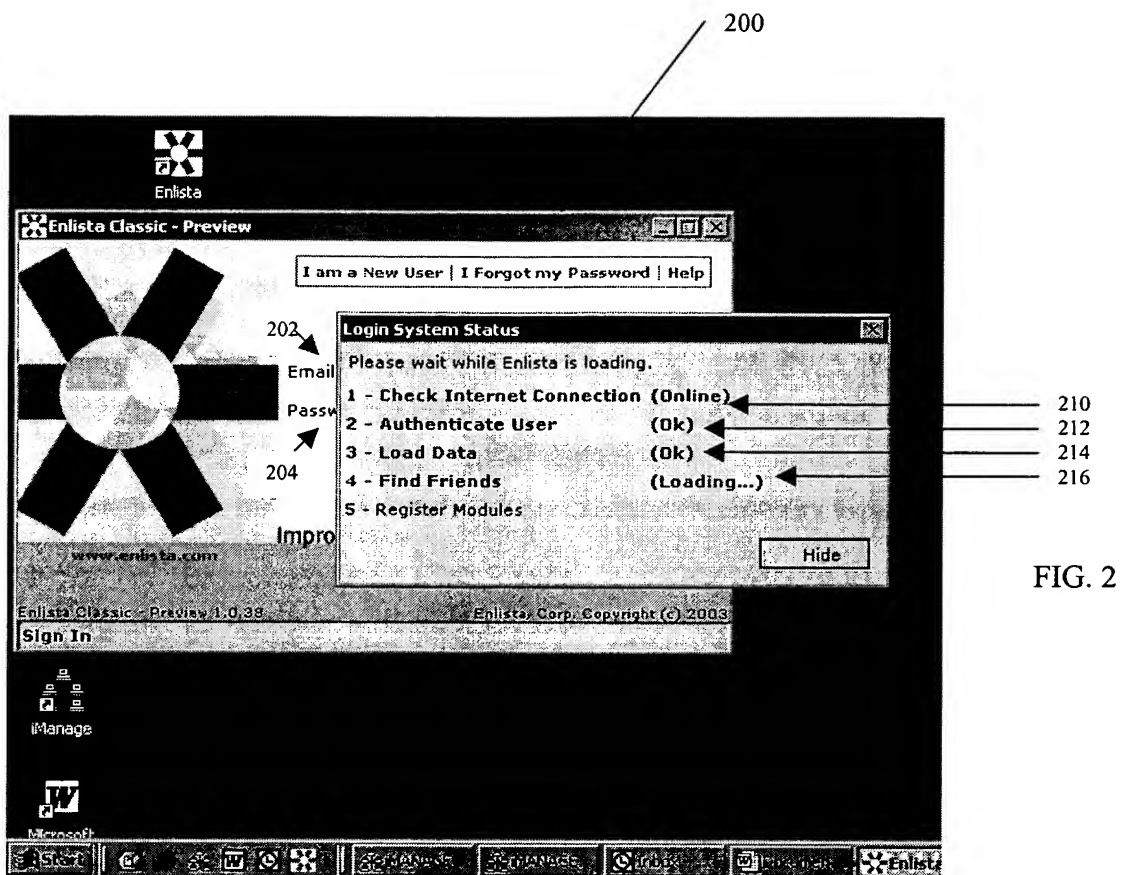 200
Enlista
Enlista Classic - Preview
I am a New User | I Forgot my Password | Help
202
Login System Status
Please wait while Enlista is loading.
Email
1 - Check Internet Connection (Online)
210
Passw
2 - Authenticate User (Ok)
212
3 - Load Data (Ok)
214
204
4 - Find Friends (Loading...)
216
5 - Register Modules
Impro
www.enlista.com
Hide
FIG. 2
Enlista Classic - Preview 1.0.38
Enlista, Corp. Copyright (c) 2003
Sign In
iManage
W
Microsoft
Start
W
MANAGE
MANAGE
Enlista